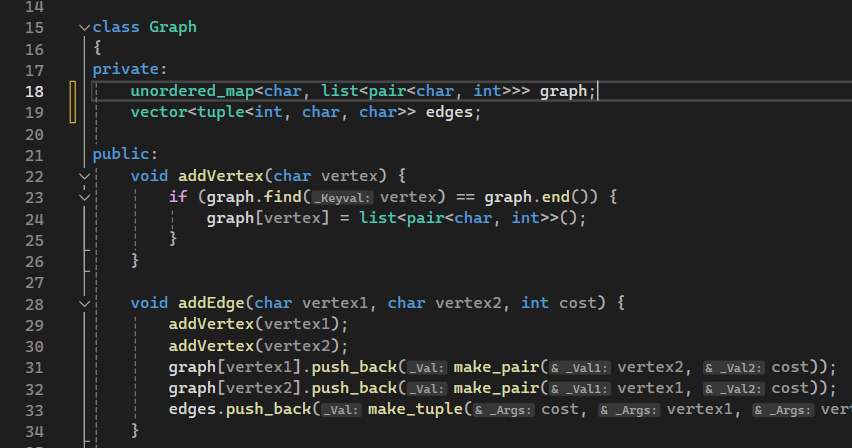 14
15 class Graph
16 {
17 private:
18 unordered_map<char, list<pair<char, int>>> graph;
19 vector<tuple<int, char, char>> edges;
20
21 public:
22 void addVertex(char vertex) {
23 if (graph.find(_Keyval: vertex) == graph.end()) {
24 graph[vertex] = list<pair<char, int>>();
25 }
26 }
27
28 void addEdge(char vertex1, char vertex2, int cost) {
29 addVertex(vertex1);
30 addVertex(vertex2);
31 graph[vertex1].push_back(_Val: make_pair(& _Val1: vertex2, & _Val2: cost));
32 graph[vertex2].push_back(_Val: make_pair(& _Val1: vertex1, & _Val2: cost));
33 edges.push_back(_Val: make_tuple(& _Args: cost, & _Args: vertex1, & _Args: ver
34 }